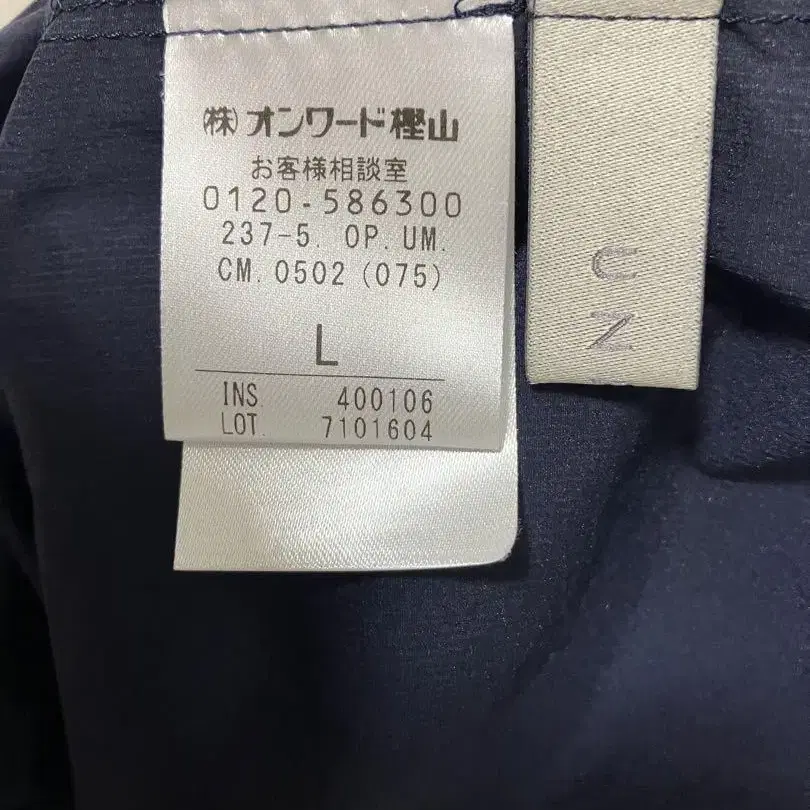 (株)オンワード樫山
お客様相談室
0120-586300
237-5. OP. UM.
CM. 0502 (075)
L
INS 400106
LOT. 7101604
UN